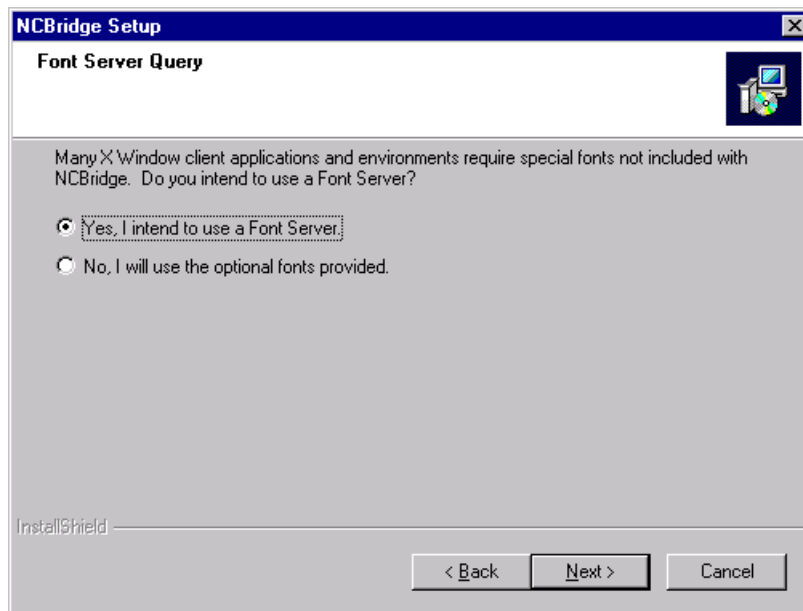 NCBridge Setup
Font Server Query
Many X Window client applications and environments require special fonts not included with
NCBridge. Do you intend to use a Font Server?
Yes, I intend to use a Font Server.
No, I will use the optional fonts provided.
InstallShield
< Back Next > Cancel